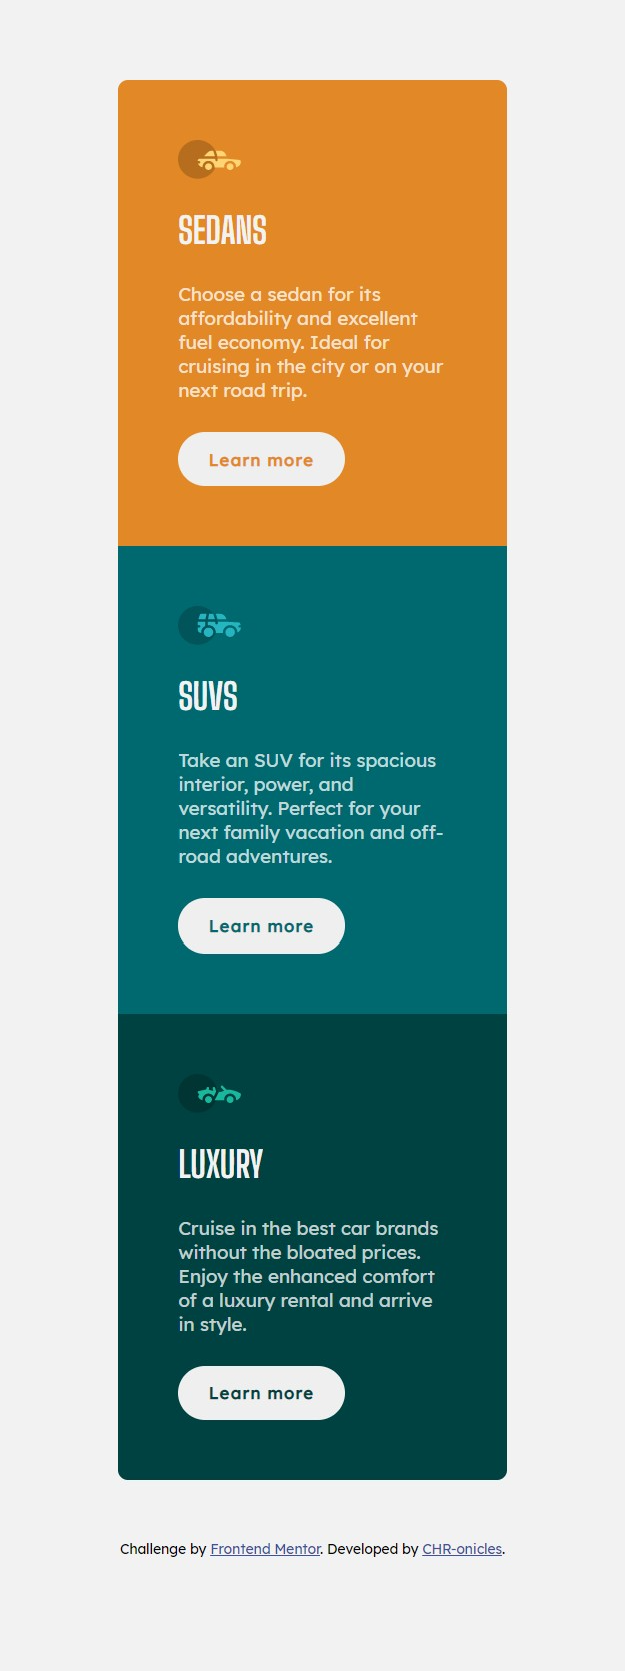 SEDANS
Choose a sedan for its
affordability and excellent
fuel economy. Ideal for
cruising in the city or on your
next road trip.
Learn more
SUVS
Take an SUV for its spacious
interior, power, and
versatility. Perfect for your
next family vacation and off-
road adventures.
Learn more
LUXURY
Cruise in the best car brands
without the bloated prices.
Enjoy the enhanced comfort
of a luxury rental and arrive
in style.
Learn more
Challenge by Frontend Mentor. Developed by CHR-onicles.